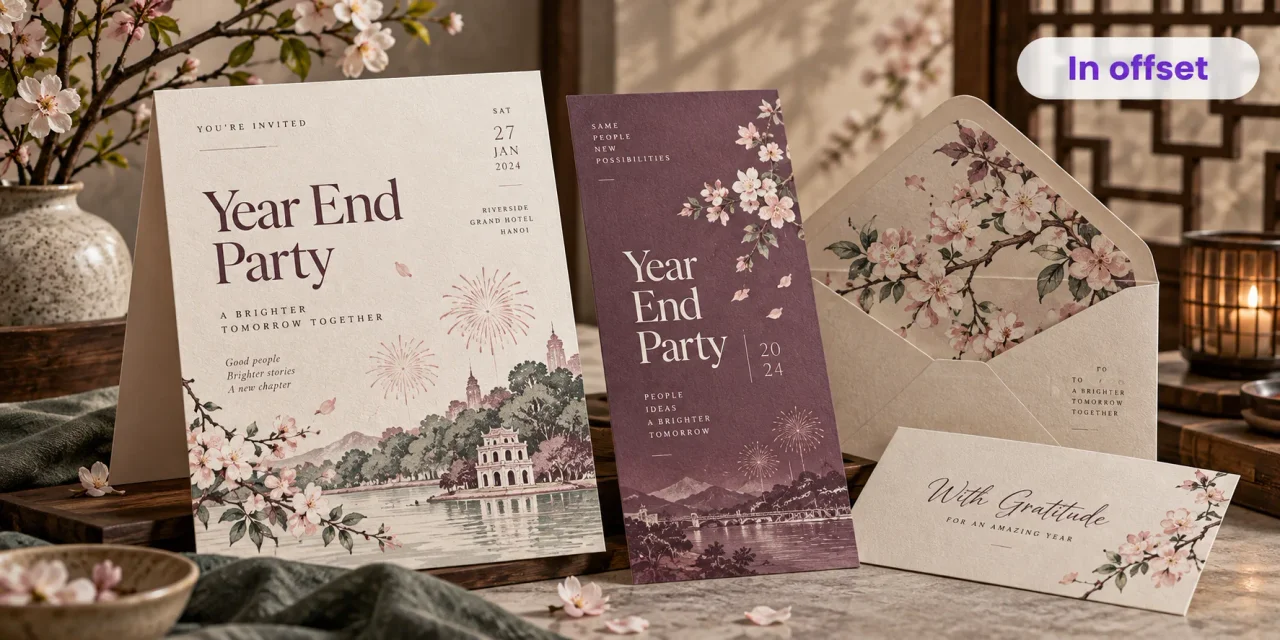 In offset
YOU'RE INVITED
SAT
27
JAN
2024
RIVERSIDE
GRAND HOTEL
HANOI
Year End
Party
A BRIGHTER
TOMORROW TOGETHER
Good people
Brighter stories
A new chapter
SAME
PEOPLE
NEW
POSSIBILITIES
Year
End
Party
20
24
PEOPLE
IDEAS
A BRIGHTER
TOMORROW
TO
A BRIGHTER
TOMORROW
TOGETHER
With Gratitude
FOR AN AMAZING YEAR